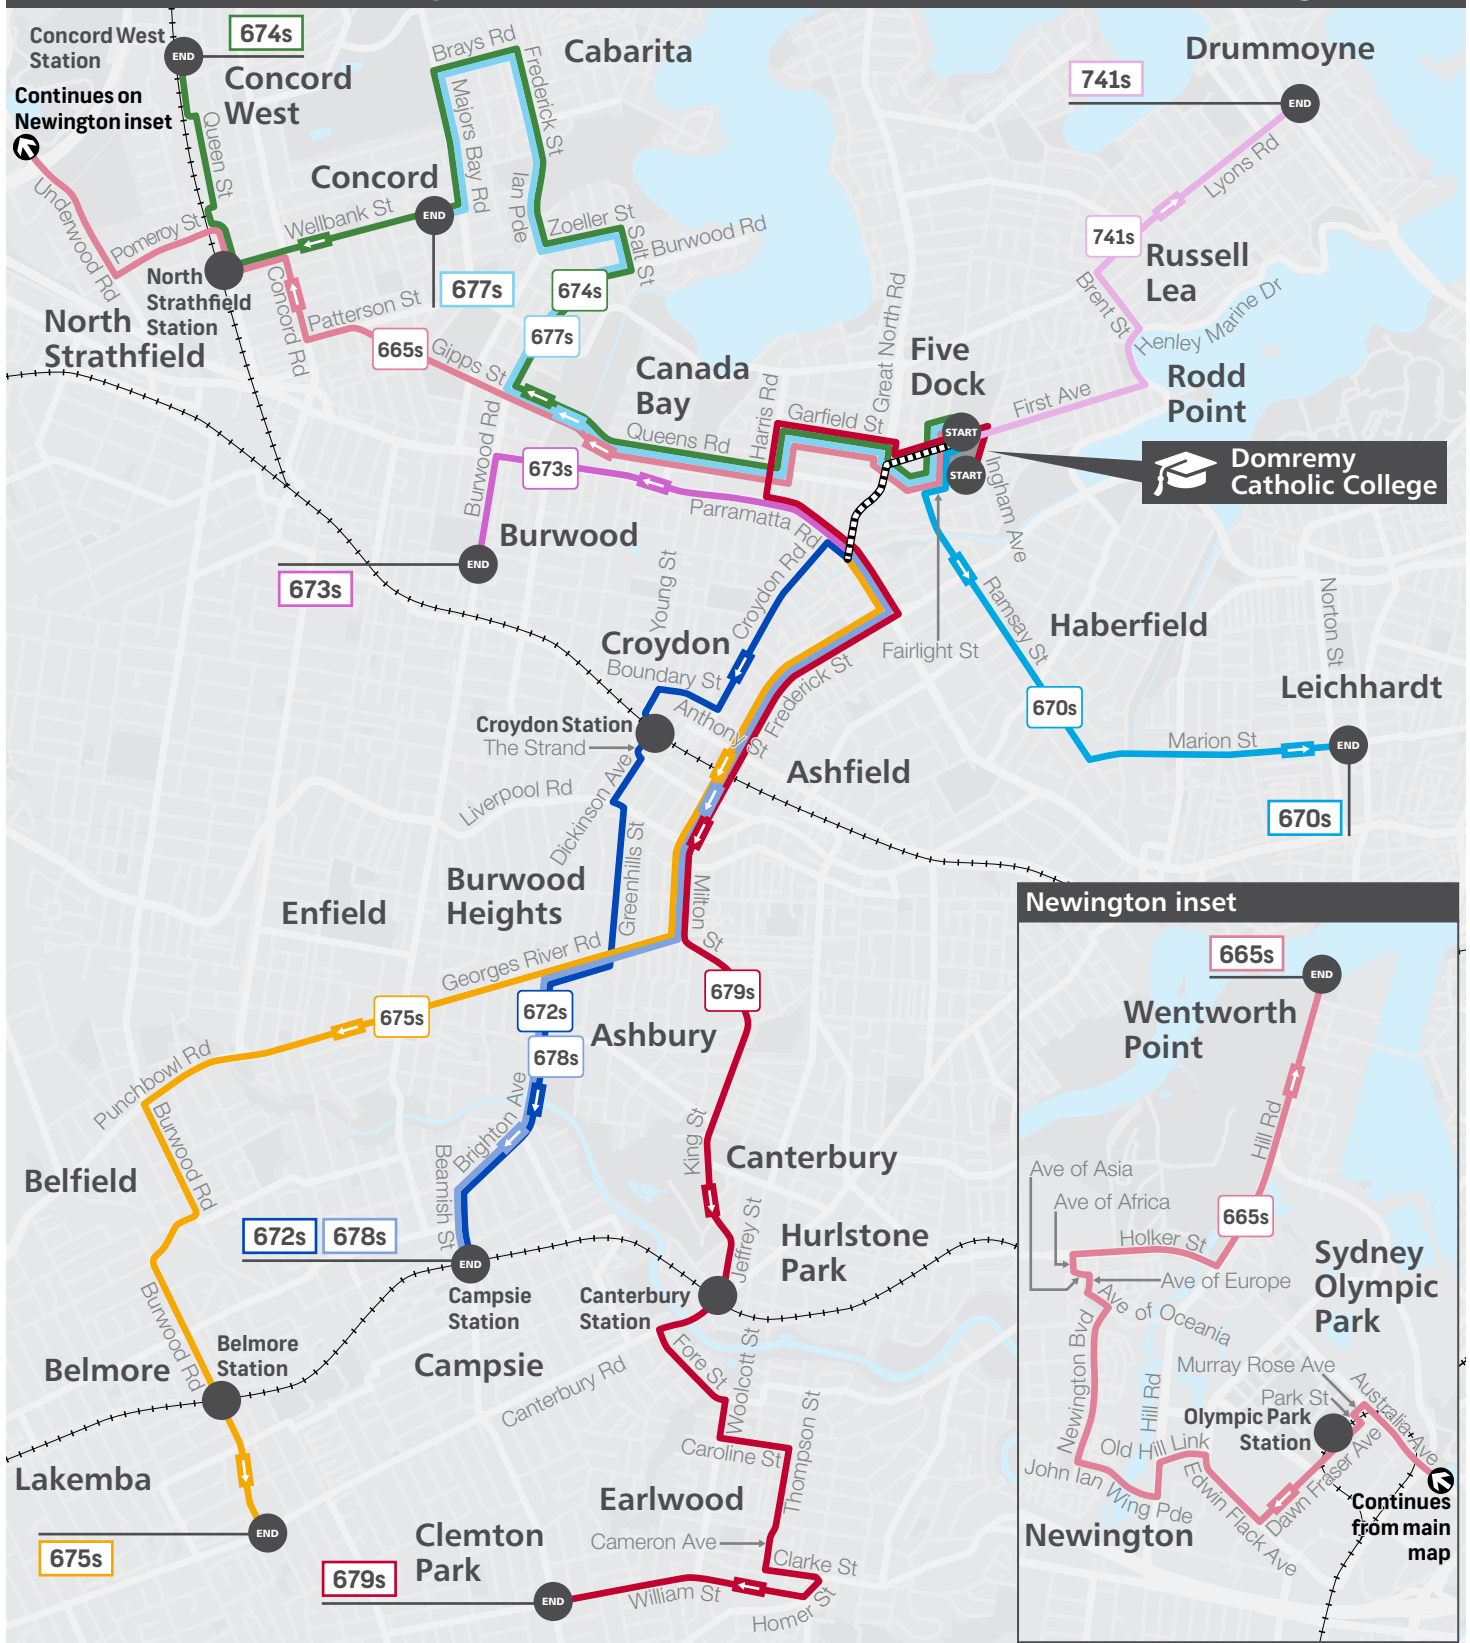 Concord West
Station
END
674s
Concord
West
Continues on
Newington inset
Queen St
Underwood Rd
Pomeroy St
North
Strathfield
Station
North
Strathfield
Wellbank St
Concord
END
677s
Brays Rd
Majors Bay Rd
Frederick St
Ian Pde
Cabarita
Zoeller St
Salt St
Burwood Rd
674s
677s
Concord Rd
Patterson St
665s
Gipps St
Canada
Bay
Queens Rd
Harris Rd
Garfield St
Great North Rd
Five
Dock
START
START
First Ave
Drummoyne
741s
END
Lyons Rd
741s
Russell
Lea
Brent St
Henley Marine Dr
Rodd
Point
Domremy
Catholic College
Ingham Ave
Burwood Rd
673s
Parramatta Rd
Burwood
END
673s
Young St
Croydon Rd
Croydon
Boundary St
Anthony St
Frederick St
Fairlight St
Ramsay St
Haberfield
Norton St
Leichhardt
670s
Marion St
END
670s
Croydon Station
The Strand
Liverpool Rd
Dickinson Ave
Ashfield
Burwood
Heights
Greenhills St
Enfield
Milton St
Georges River Rd
675s
672s
678s
679s
Ashbury
Punchbowl Rd
Burwood Rd
Belfield
Brighton Ave
Beamish St
King St
Canterbury
672s
678s
END
Campsie
Station
Campsie
Canterbury
Station
Jeffrey St
Hurlstone
Park
Burwood Rd
Burwood Rd
Belmore
Belmore
Station
Canterbury Rd
Fore St
Woolcott St
Caroline St
Thompson St
Lakemba
END
675s
Earlwood
Cameron Ave
Clarke St
Homer St
William St
Clemton
Park
679s
END
Newington inset
665s
END
Wentworth
Point
Hill Rd
Ave of Asia
Ave of Africa
665s
Holker St
Ave of Europe
Ave of Oceania
Sydney
Olympic
Park
Newington Bvd
Hill Rd
Murray Rose Ave
Park St
Australia Ave
Olympic Park
Station
Old Hill Link
John Ian Wing Pde
Edwin Flack Ave
Dawn Fraser Ave
Newington
Continues
from main
map